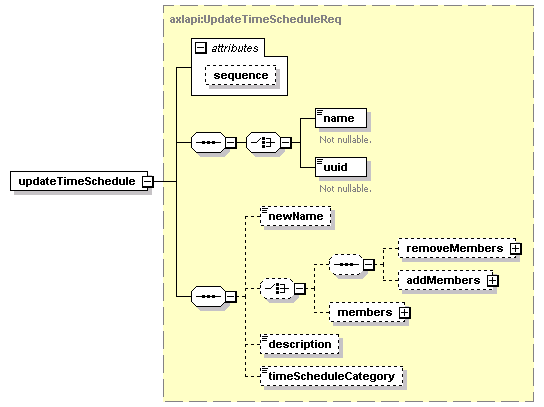 axlapi:UpdateTimeScheduleReq
attributes
sequence
name
Not nullable.
uuid
Not nullable.
updateTimeSchedule
newName
removeMembers
addMembers
members
description
timeScheduleCategory